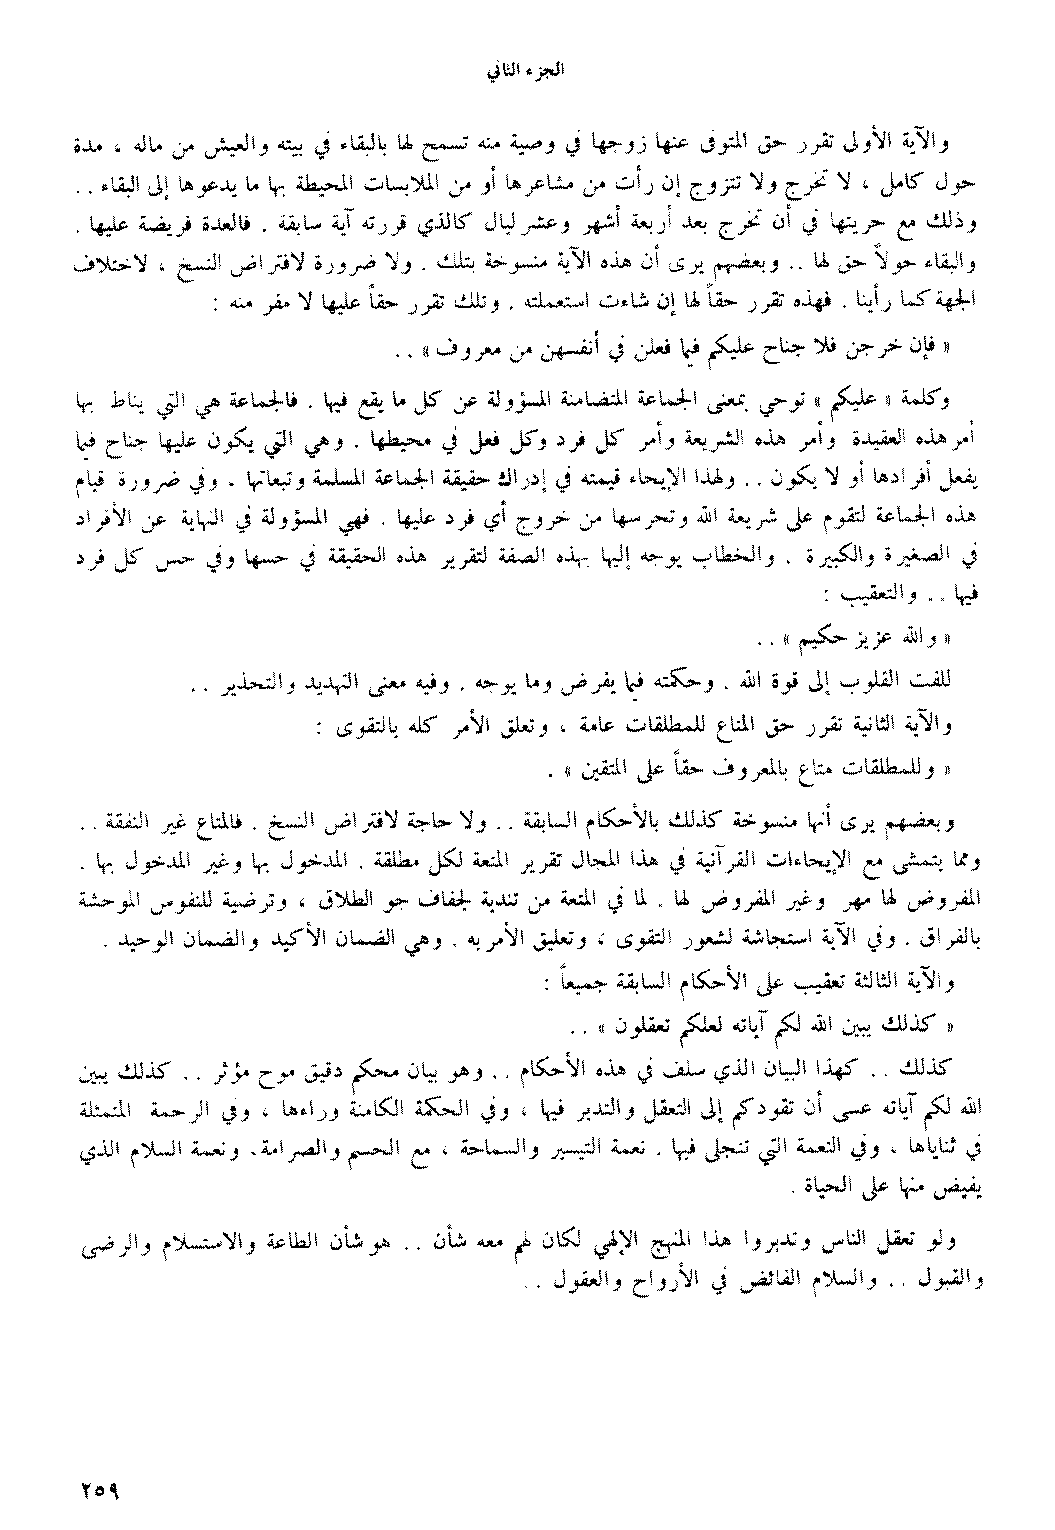 الجزء الثاني
والآية الأولى تقرر حق المتوفى عنها زوجها في وصية منه تسمح لها بالبقاء في بيته والعيش من ماله ، مدة
حول كامل ، لا تخرج ولا تتزوج إن رأت من مشاعرها أو من الملابسات المحيطة بها ما يدعوها إلى البقاء . .
وذلك مع حريتها في أن تخرج بعد أربعة أشهر وعشر ليال كالذي قررته آية سابقة . فالعدة فريضة عليها .
والبقاء حولاً حق لها .. وبعضهم يرى أن هذه الآية منسوخة بتلك . ولا ضرورة لافتراض النسخ ، لاختلاف
الجهة كما رأينا . فهذه تقرر حقاً لها إن شاءت استعملته . وتلك تقرر حقاً عليها لا مفر منه :
« فإن خرجن فلا جناح عليكم فيما فعلن في أنفسهن من معروف » . .
وكلمة « عليكم » توحي بمعنى الجماعة المتضامنة المسؤولة عن كل ما يقع فيها . فالجماعة هي التي يناط بها
أمر هذه العقيدة وأمر هذه الشريعة وأمر كل فرد وكل فعل في محيطها . وهي التي يكون عليها جناح فيما
يفعل أفرادها أو لا يكون . . ولهذا الإيحاء قيمته في إدراك حقيقة الجماعة المسلمة وتبعاتها . وفي ضرورة قيام
هذه الجماعة لتقوم على شريعة الله وتحرسها من خروج أي فرد عليها . فهي المسؤولة في النهاية عن الأفراد
في الصغيرة والكبيرة . والخطاب يوجه إليها بهذه الصفة لتقرير هذه الحقيقة في حسها وفي حس كل فرد
فيها . . والتعقيب :
« والله عزيز حكيم » . .
للفت القلوب إلى قوة الله . وحكمته فيما يفرض وما يوجه . وفيه معنى التهديد والتحذير . .
والآية الثانية تقرر حق المتاع للمطلقات عامة ، وتعلق الأمر كله بالتقوى :
« وللمطلقات متاع بالمعروف حقاً على المتقين » .
وبعضهم يرى أنها منسوخة كذلك بالأحكام السابقة . . ولا حاجة لافتراض النسخ . فالمتاع غير النفقة . .
ومما يتمشى مع الإيحاءات القرآنية في هذا المجال تقرير المتعة لكل مطلقة . المدخول بها وغير المدخول بها .
المفروض لها مهر وغير المفروض لها . لما في المتعة من تندية لجفاف جو الطلاق ، وترضية للنفوس الموحشة
بالفراق . وفي الآية استجاشة لشعور التقوى ، وتعليق الأمر به . وهي الضمان الأكيد والضمان الوحيد .
والآية الثالثة تعقيب على الأحكام السابقة جميعاً :
« كذلك يبين الله لكم آياته لعلكم تعقلون » . .
كذلك . . كهذا البيان الذي سلف في هذه الأحكام . . وهو بيان محكم دقيق موح مؤثر . . كذلك يبين
الله لكم آياته عسى أن تقودكم إلى التعقل والتدبر فيها ، وفي الحكمة الكامنة وراءها ، وفي الرحمة المتمثلة
في ثناياها ، وفي النعمة التي تتجلى فيها . نعمة التيسير والسماحة ، مع الحسم والصرامة. ونعمة السلام الذي
يفيض منها على الحياة .
ولو تعقل الناس وتدبروا هذا المنهج الإلهي لكان لهم معه شأن . . هو شأن الطاعة والاستسلام والرضى
والقبول . . والسلام الفائض في الأرواح والعقول . .
٢٥٩